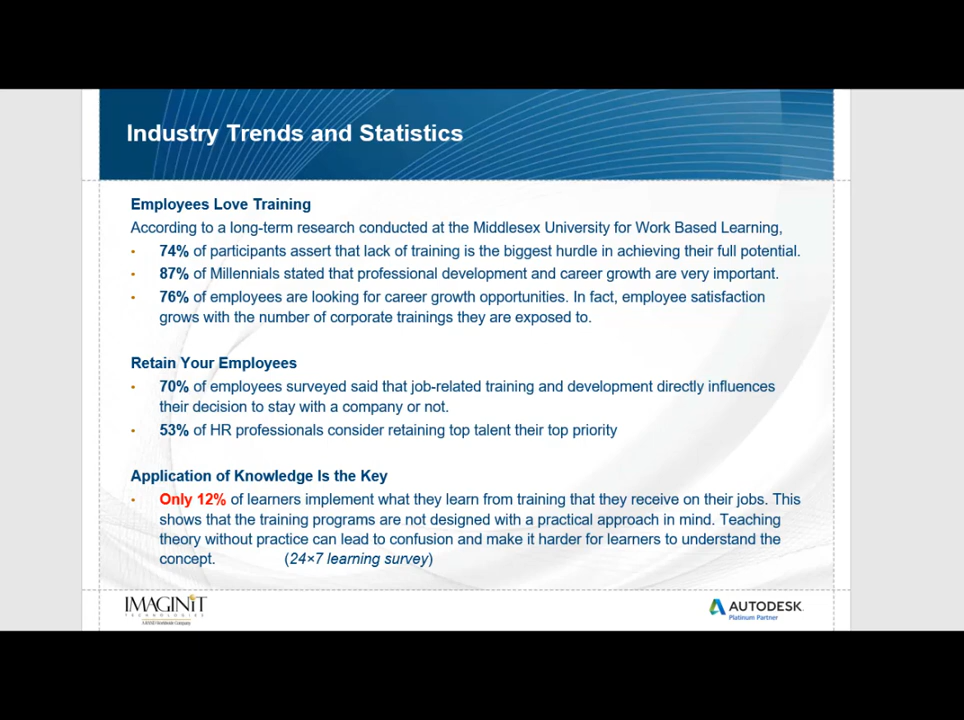 Industry Trends and Statistics
Employees Love Training
According to a long-term research conducted at the Middlesex University for Work Based Learning,
• 74% of participants assert that lack of training is the biggest hurdle in achieving their full potential.
• 87% of Millennials stated that professional development and career growth are very important.
• 76% of employees are looking for career growth opportunities. In fact, employee satisfaction
grows with the number of corporate trainings they are exposed to.
Retain Your Employees
• 70% of employees surveyed said that job-related training and development directly influences
their decision to stay with a company or not.
• 53% of HR professionals consider retaining top talent their top priority
Application of Knowledge Is the Key
• Only 12% of learners implement what they learn from training that they receive on their jobs. This
shows that the training programs are not designed with a practical approach in mind. Teaching
theory without practice can lead to confusion and make it harder for learners to understand the
concept. (24×7 learning survey)
IMAGINiT
TECHNOLOGIES
AUTODESK
Platinum Partner